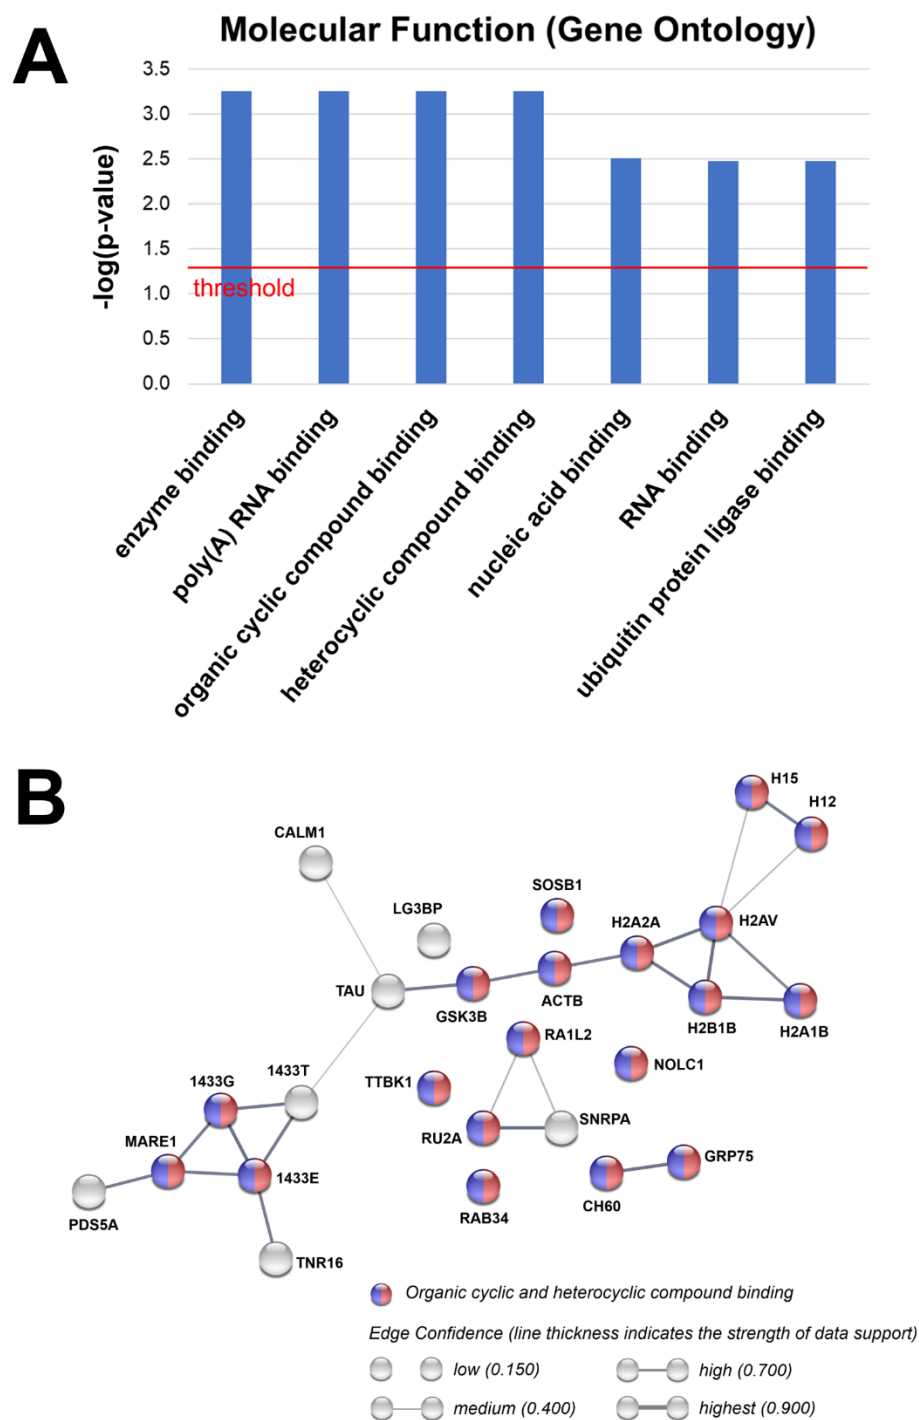 A
Molecular Function (Gene Ontology)
-log(p-value)
3.5
3.0
2.5
2.0
1.5
1.0
0.5
0.0
threshold
enzyme binding
poly(A) RNA binding
organic cyclic compound binding
heterocyclic compound binding
nucleic acid binding
RNA binding
ubiquitin protein ligase binding
B
H15
H12
CALM1
SOSB1
LG3BP
H2A2A
H2AV
TAU
GSK3B
ACTB
H2B1B
H2A1B
RA1L2
NOLC1
1433G
1433T
TTBK1
SNRPA
MARE1
RU2A
GRP75
1433E
CH60
PDS5A
RAB34
TNR16
Organic cyclic and heterocyclic compound binding
Edge Confidence (line thickness indicates the strength of data support)
low (0.150)
high (0.700)
medium (0.400)
highest (0.900)